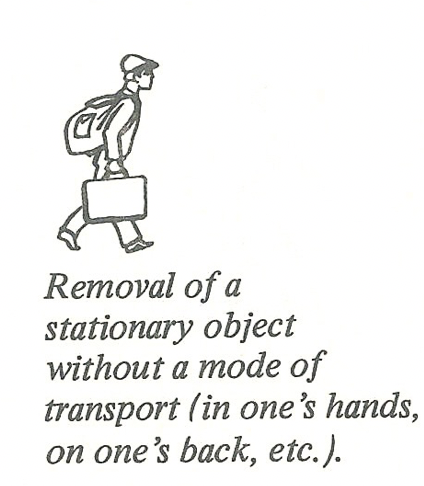 Removal of a
stationary object
without a mode of
transport (in one's hands,
on one's back, etc.).